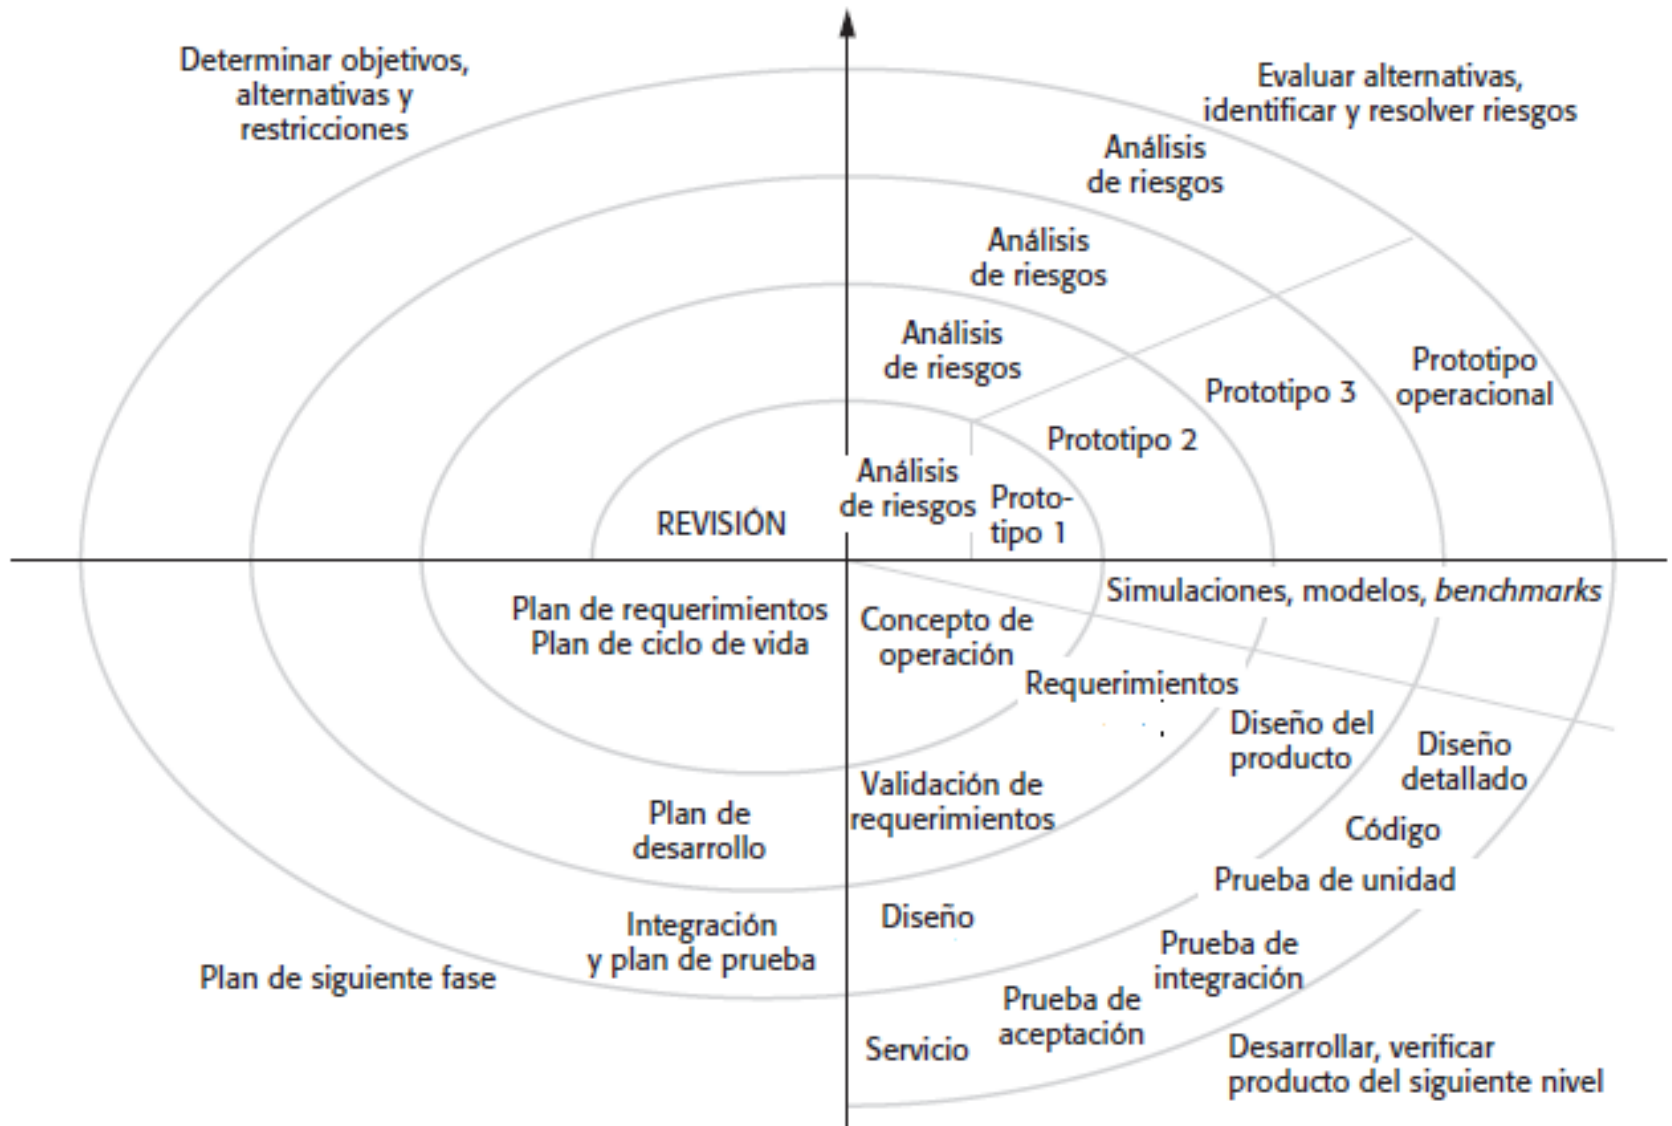 Determinar objetivos,
alternativas y
restricciones
Evaluar alternativas,
identificar y resolver riesgos
Análisis
de riesgos
Análisis
de riesgos
Análisis
de riesgos
Prototipo
operacional
Prototipo 3
Prototipo 2
Análisis
de riesgos
Proto-
tipo 1
REVISIÓN
Simulaciones, modelos, benchmarks
Plan de requerimientos
Plan de ciclo de vida
Concepto de
operación
Requerimientos
Diseño del
producto
Diseño
detallado
Validación de
requerimientos
Plan de
desarrollo
Código
Prueba de unidad
Diseño
Integración
y plan de prueba
Prueba de
integración
Plan de siguiente fase
Prueba de
aceptación
Servicio
Desarrollar, verificar
producto del siguiente nivel